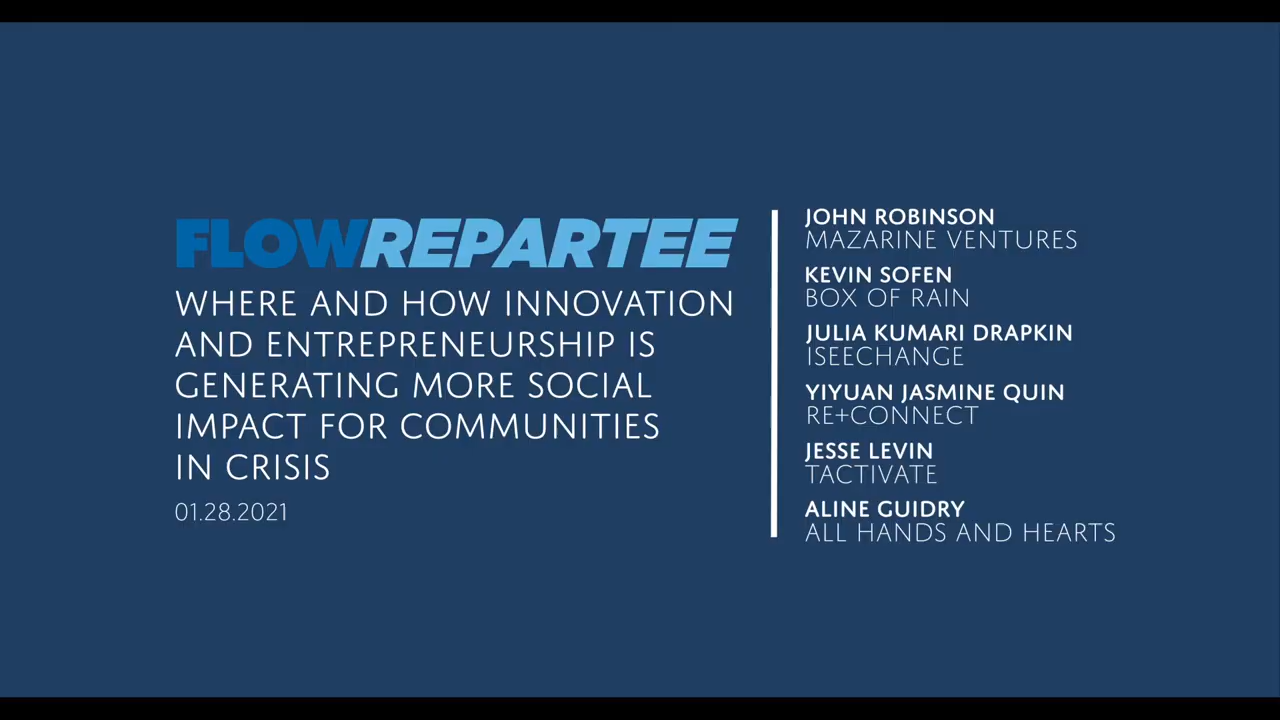 FLOWREPARTEE
WHERE AND HOW INNOVATION
AND ENTREPRENEURSHIP IS
GENERATING MORE SOCIAL
IMPACT FOR COMMUNITIES
IN CRISIS
01.28.2021
JOHN ROBINSON
MAZARINE VENTURES
KEVIN SOFEN
BOX OF RAIN
JULIA KUMARI DRAPKIN
ISEECHANGE
YIYUAN JASMINE QUIN
RE+CONNECT
JESSE LEVIN
TACTIVATE
ALINE GUIDRY
ALL HANDS AND HEARTS